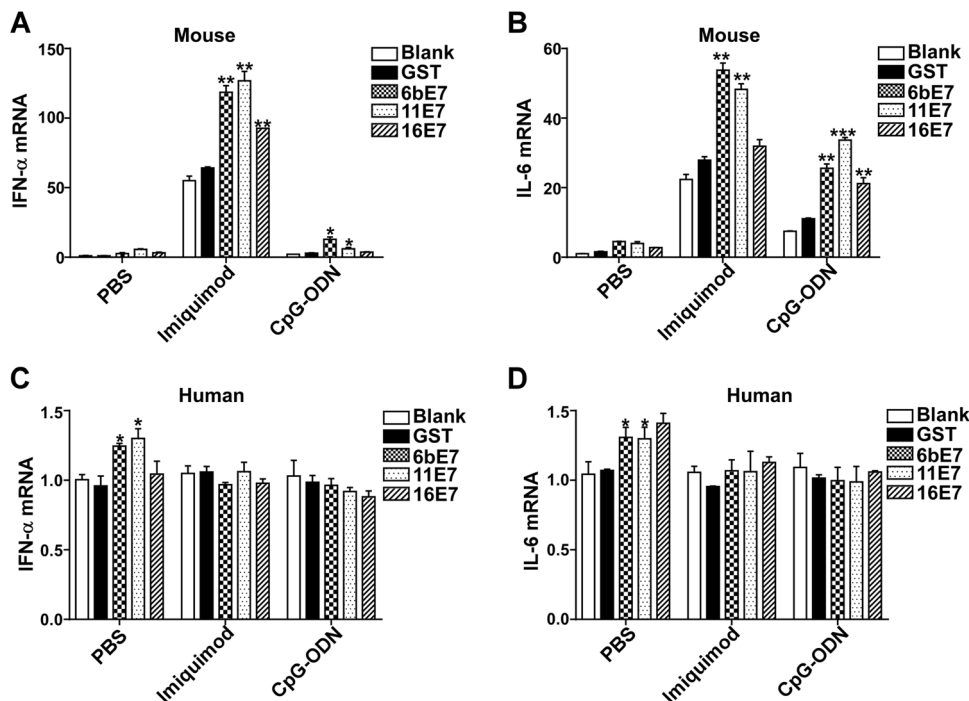 A
Mouse
IFN-α mRNA
150
100
50
0
** ** **
* *
PBS
Imiquimod
CpG-ODN
Blank
GST
6bE7
11E7
16E7
B
Mouse
IL-6 mRNA
60
40
20
0
** **
** *** **
PBS
Imiquimod
CpG-ODN
Blank
GST
6bE7
11E7
16E7
C
Human
IFN-α mRNA
1.5
1.0
0.5
0.0
* *
PBS
Imiquimod
CpG-ODN
Blank
GST
6bE7
11E7
16E7
D
Human
IL-6 mRNA
1.5
1.0
0.5
0.0
* *
PBS
Imiquimod
CpG-ODN
Blank
GST
6bE7
11E7
16E7